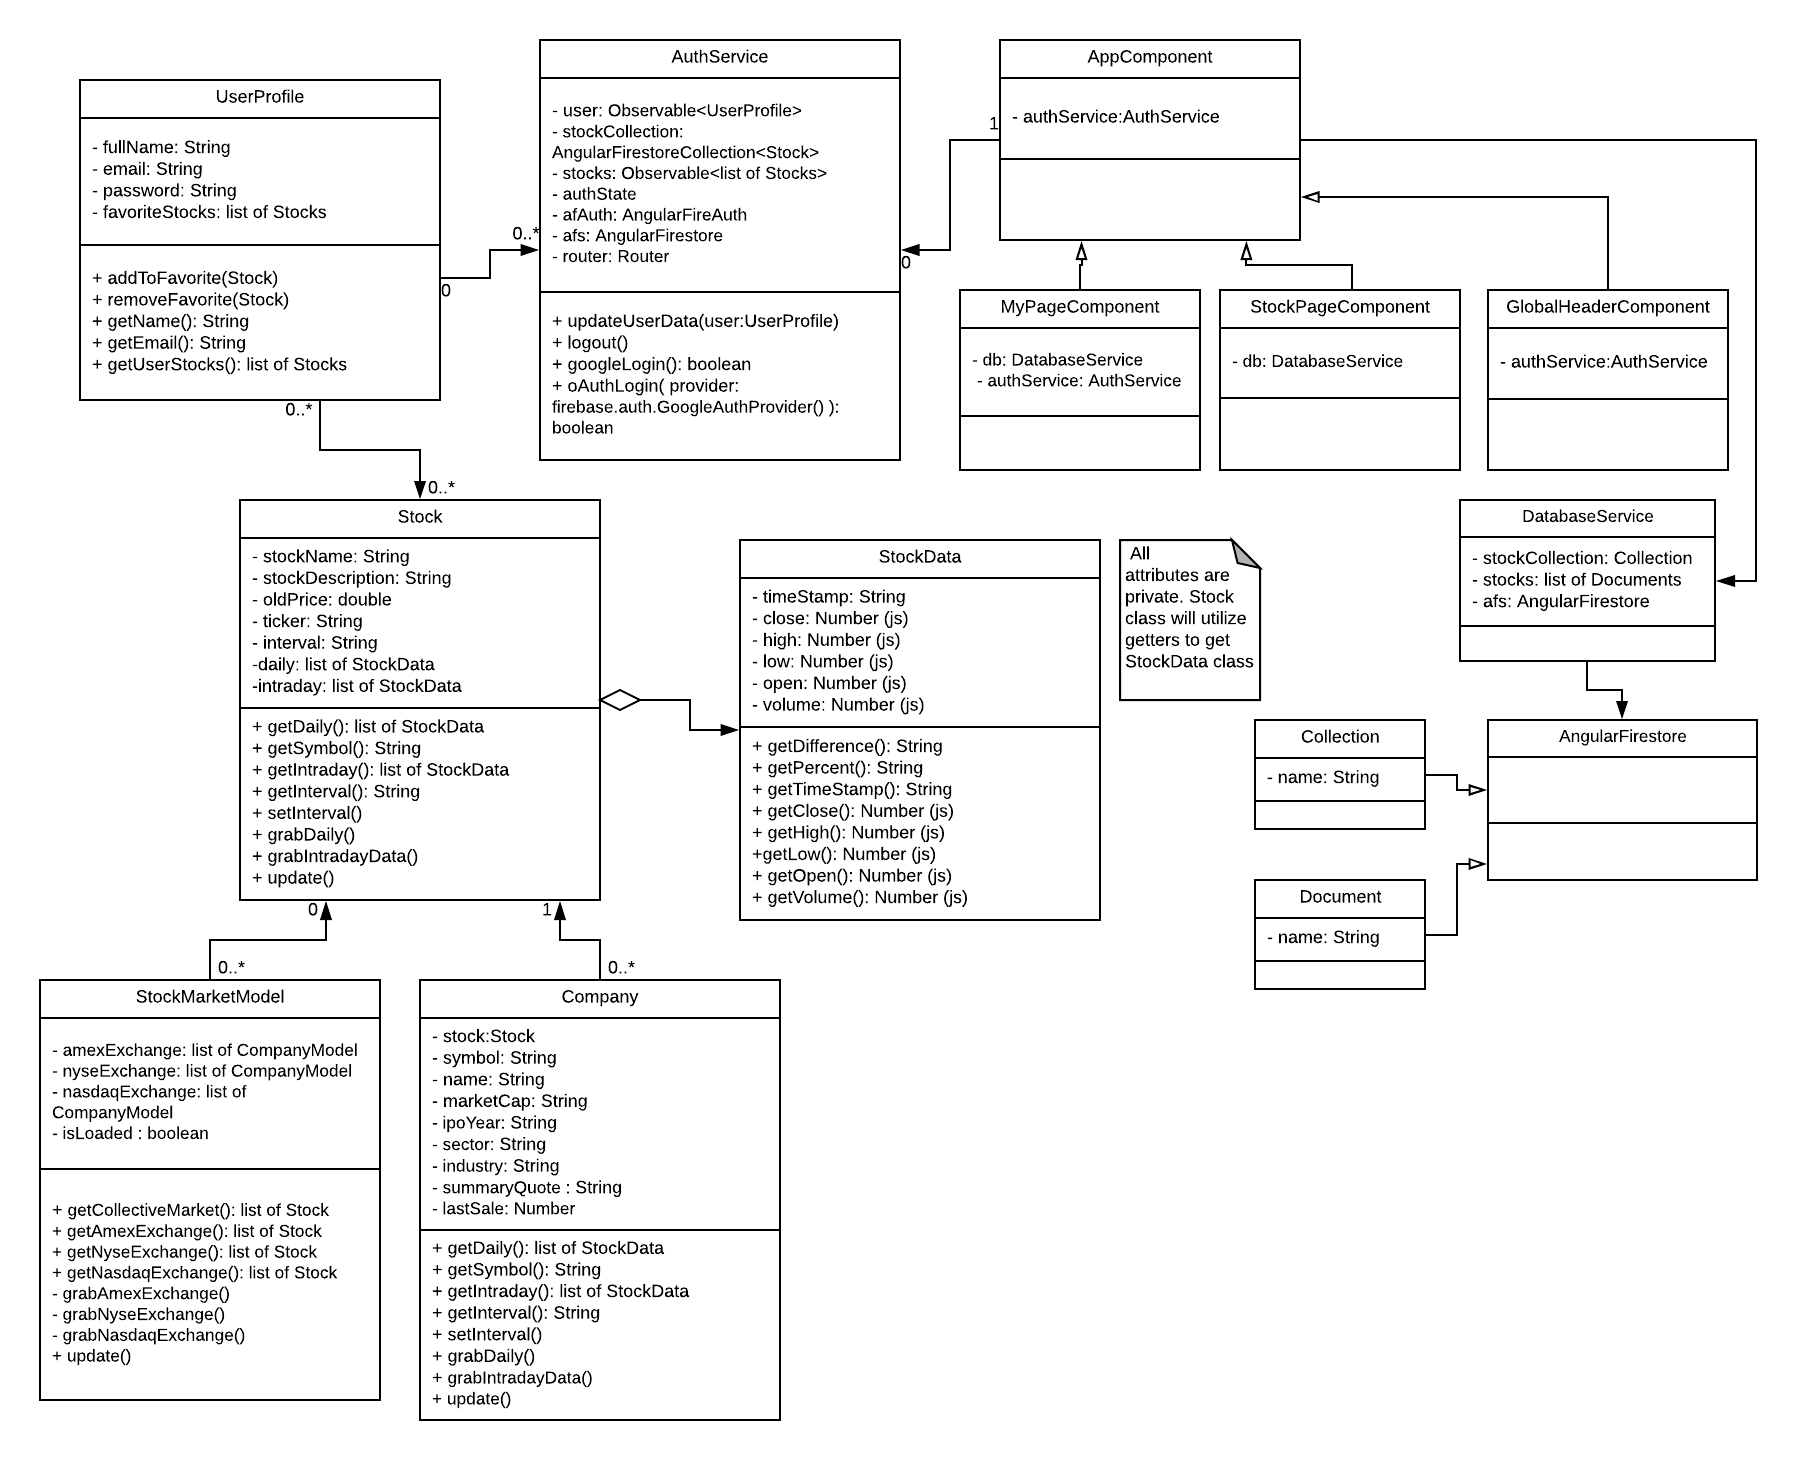 UserProfile
- fullName: String
- email: String
- password: String
- favoriteStocks: list of Stocks
+ addToFavorite(Stock)
+ removeFavorite(Stock)
+ getName(): String
+ getEmail(): String
+ getUserStocks(): list of Stocks
0
0..*
0..*
0..*
AuthService
- user: Observable<UserProfile>
- stockCollection:
AngularFirestoreCollection<Stock>
- stocks: Observable<list of Stocks>
- authState
- afAuth: AngularFireAuth
- afs: AngularFirestore
- router: Router
+ updateUserData(user:UserProfile)
+ logout()
+ googleLogin(): boolean
+ oAuthLogin( provider:
firebase.auth.GoogleAuthProvider() ):
boolean
0
1
AppComponent
- authService:AuthService
MyPageComponent
- db: DatabaseService
- authService: AuthService
StockPageComponent
- db: DatabaseService
GlobalHeaderComponent
- authService:AuthService
Stock
- stockName: String
- stockDescription: String
- oldPrice: double
- ticker: String
- interval: String
-daily: list of StockData
-intraday: list of StockData
+ getDaily(): list of StockData
+ getSymbol(): String
+ getIntraday(): list of StockData
+ getInterval(): String
+ setInterval()
+ grabDaily()
+ grabIntradayData()
+ update()
StockData
- timeStamp: String
- close: Number (js)
- high: Number (js)
- low: Number (js)
- open: Number (js)
- volume: Number (js)
+ getDifference(): String
+ getPercent(): String
+ getTimeStamp(): String
+ getClose(): Number (js)
+ getHigh(): Number (js)
+getLow(): Number (js)
+ getOpen(): Number (js)
+ getVolume(): Number (js)
All
attributes are
private. Stock
class will utilize
getters to get
StockData class
DatabaseService
- stockCollection: Collection
- stocks: list of Documents
- afs: AngularFirestore
Collection
- name: String
AngularFirestore
Document
- name: String
0
0..*
1
0..*
StockMarketModel
- amexExchange: list of CompanyModel
- nyseExchange: list of CompanyModel
- nasdaqExchange: list of
CompanyModel
- isLoaded : boolean
+ getCollectiveMarket(): list of Stock
+ getAmexExchange(): list of Stock
+ getNyseExchange(): list of Stock
+ getNasdaqExchange(): list of Stock
- grabAmexExchange()
- grabNyseExchange()
- grabNasdaqExchange()
+ update()
Company
- stock:Stock
- symbol: String
- name: String
- marketCap: String
- ipoYear: String
- sector: String
- industry: String
- summaryQuote : String
- lastSale: Number
+ getDaily(): list of StockData
+ getSymbol(): String
+ getIntraday(): list of StockData
+ getInterval(): String
+ setInterval()
+ grabDaily()
+ grabIntradayData()
+ update()